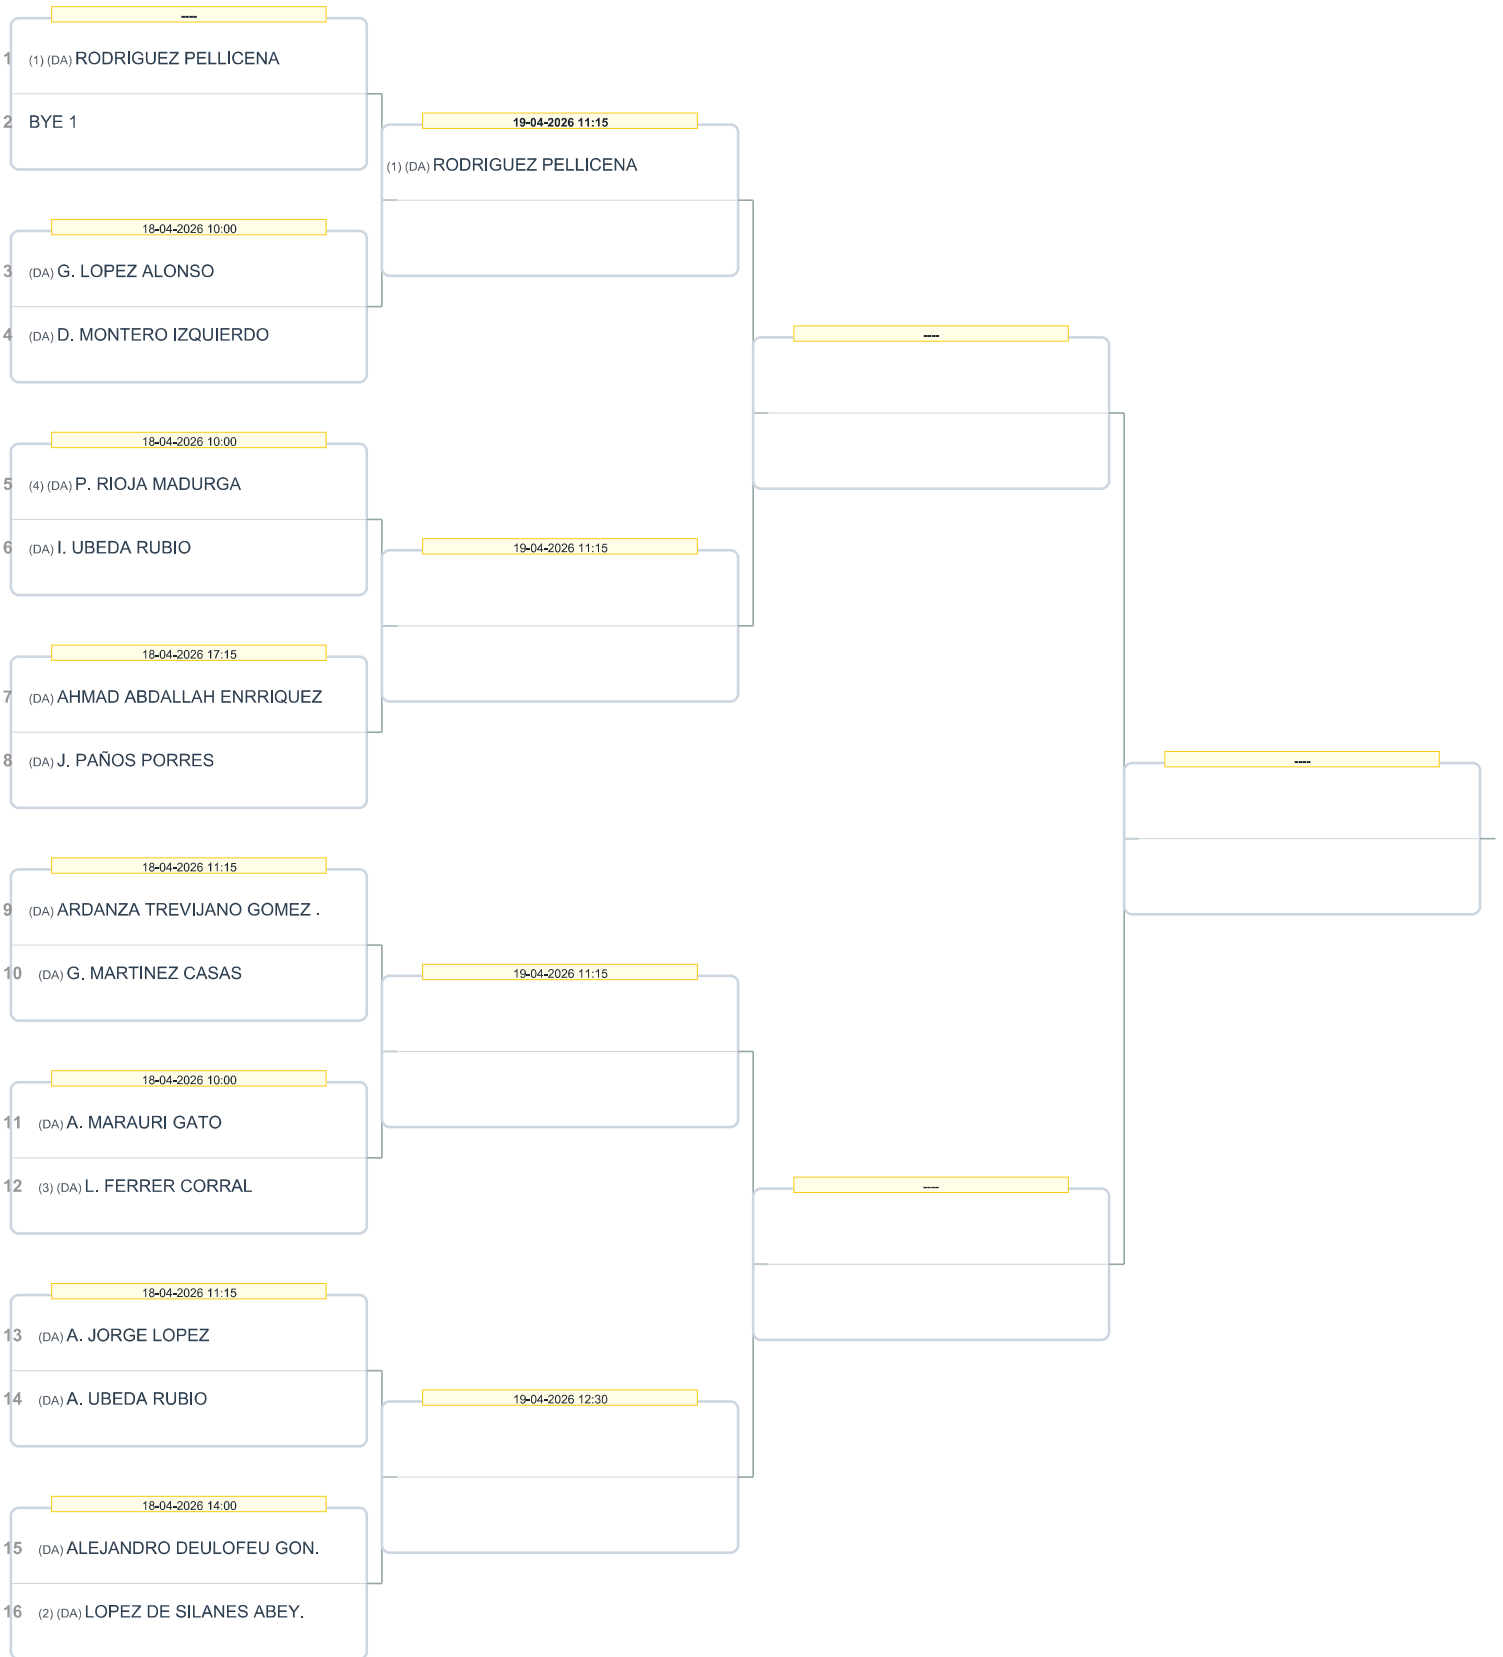 ----
1 (1) (DA) RODRIGUEZ PELLICENA
2 BYE 1
18-04-2026 10:00
3 (DA) G. LOPEZ ALONSO
4 (DA) D. MONTERO IZQUIERDO
18-04-2026 10:00
5 (4) (DA) P. RIOJA MADURGA
6 (DA) I. UBEDA RUBIO
18-04-2026 17:15
7 (DA) AHMAD ABDALLAH ENRRIQUEZ
8 (DA) J. PAÑOS PORRES
18-04-2026 11:15
9 (DA) ARDANZA TREVIJANO GOMEZ .
10 (DA) G. MARTINEZ CASAS
18-04-2026 10:00
11 (DA) A. MARAURI GATO
12 (3) (DA) L. FERRER CORRAL
18-04-2026 11:15
13 (DA) A. JORGE LOPEZ
14 (DA) A. UBEDA RUBIO
18-04-2026 14:00
15 (DA) ALEJANDRO DEULOFEU GON.
16 (2) (DA) LOPEZ DE SILANES ABEY.
19-04-2026 11:15
(1) (DA) RODRIGUEZ PELLICENA
19-04-2026 11:15
19-04-2026 11:15
19-04-2026 12:30
----
----
----